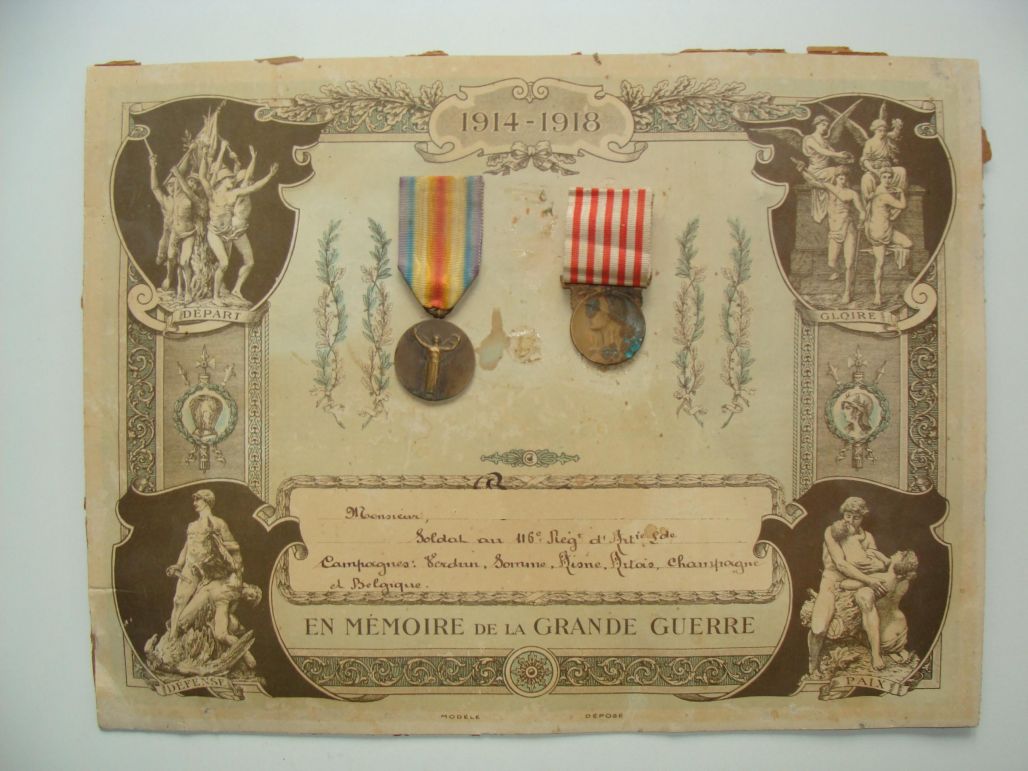 1914-1918
DÉPART
GLOIRE
Monsieur,
Soldat au 116e Regt d'Artie Lde
Campagnes: Verdun, Somme, Aisne, Artois, Champagne
et Belgique.
EN MÉMOIRE DE LA GRANDE GUERRE
DÉFENSE
PAIX
MODÈLE DÉPOSÉ